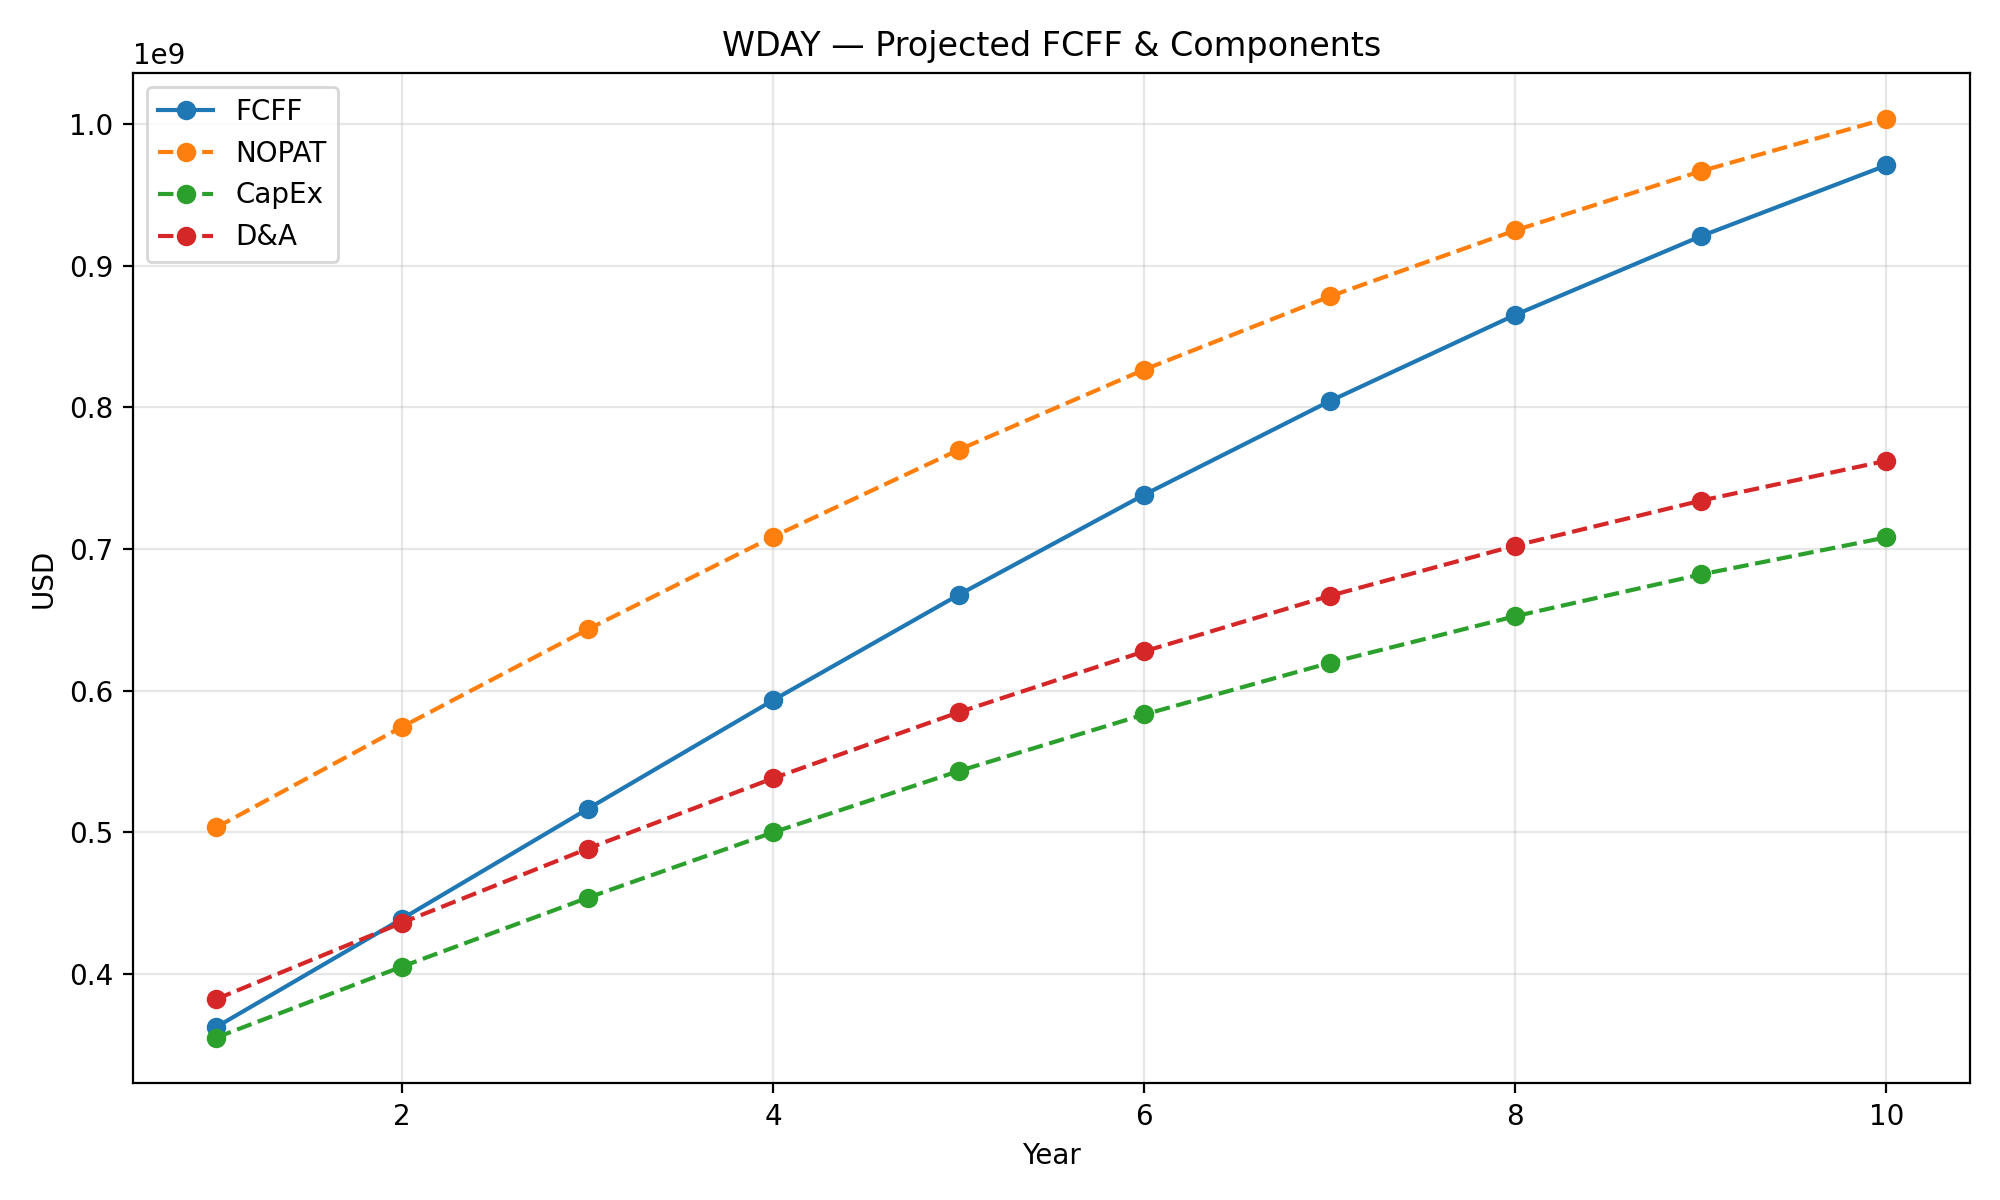 WDAY — Projected FCFF & Components
1e9
FCFF
NOPAT
CapEx
D&A
1.0
0.9
0.8
0.7
0.6
0.5
0.4
USD
2 4 6 8 10
Year